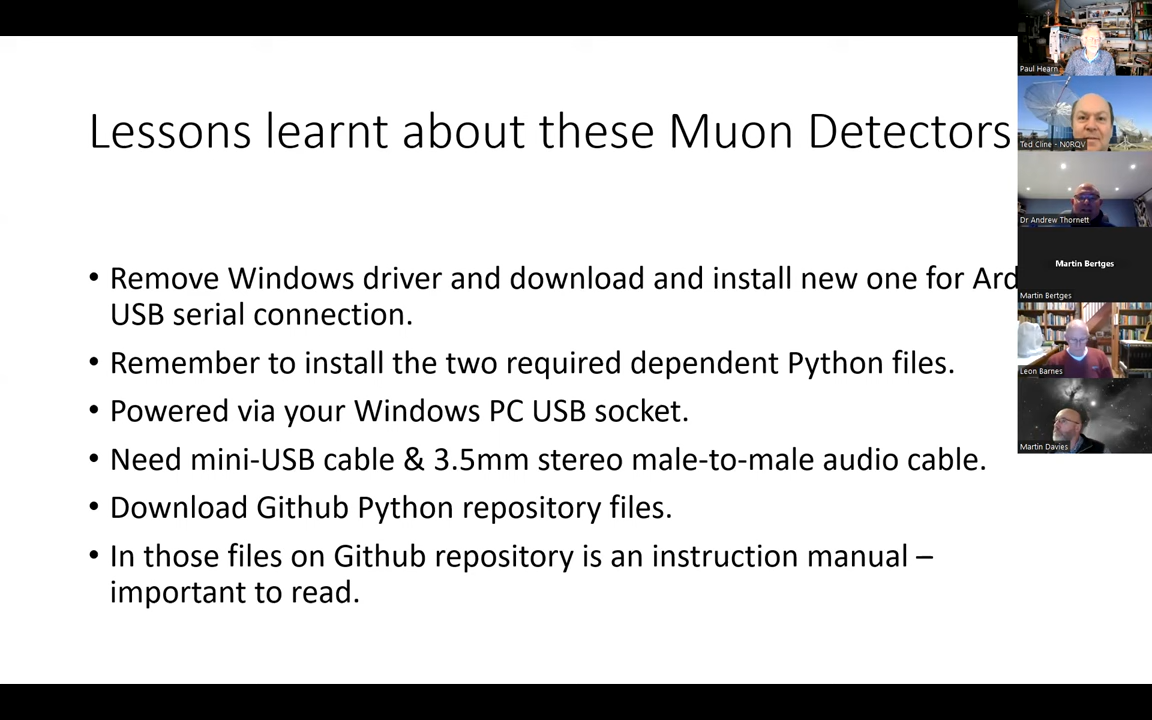 Lessons learnt about these Muon Detectors
• Remove Windows driver and download and install new one for
USB serial connection.
• Remember to install the two required dependent Python files.
• Powered via your Windows PC USB socket.
• Need mini-USB cable & 3.5mm stereo male-to-male audio cable.
• Download Github Python repository files.
• In those files on Github repository is an instruction manual –
important to read.
Paul Hearn
Ted Cline - N0RQV
Dr Andrew Thornett
Martin Bertges
Martin Bertges
Leon Barnes
Martin Davies